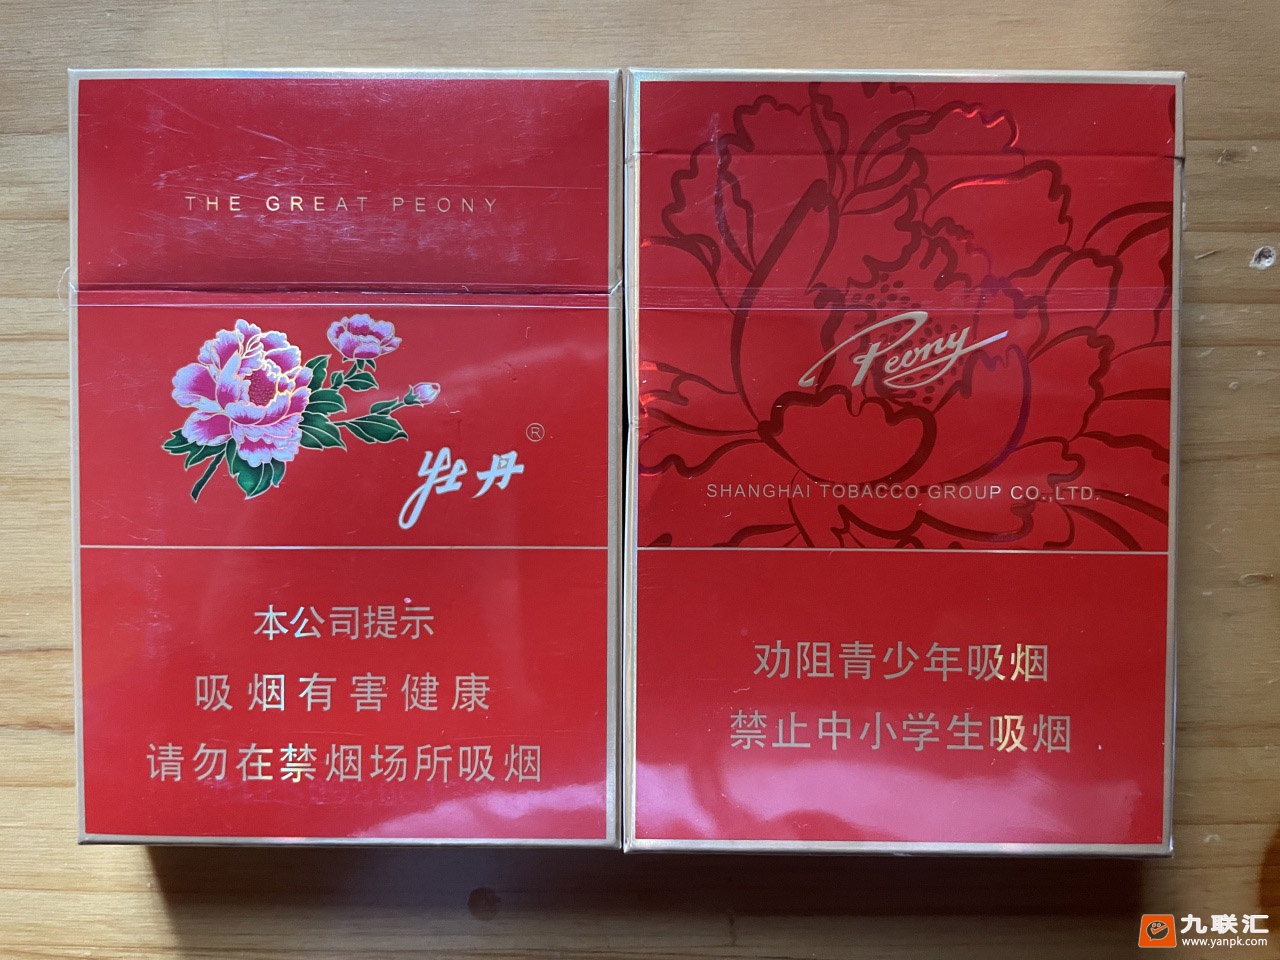 THE GREAT PEONY
牡丹
®
本公司提示
吸烟有害健康
请勿在禁烟场所吸烟
Peony
SHANGHAI TOBACCO GROUP CO.,LTD.
劝阻青少年吸烟
禁止中小学生吸烟
九联汇
www.yanpk.com